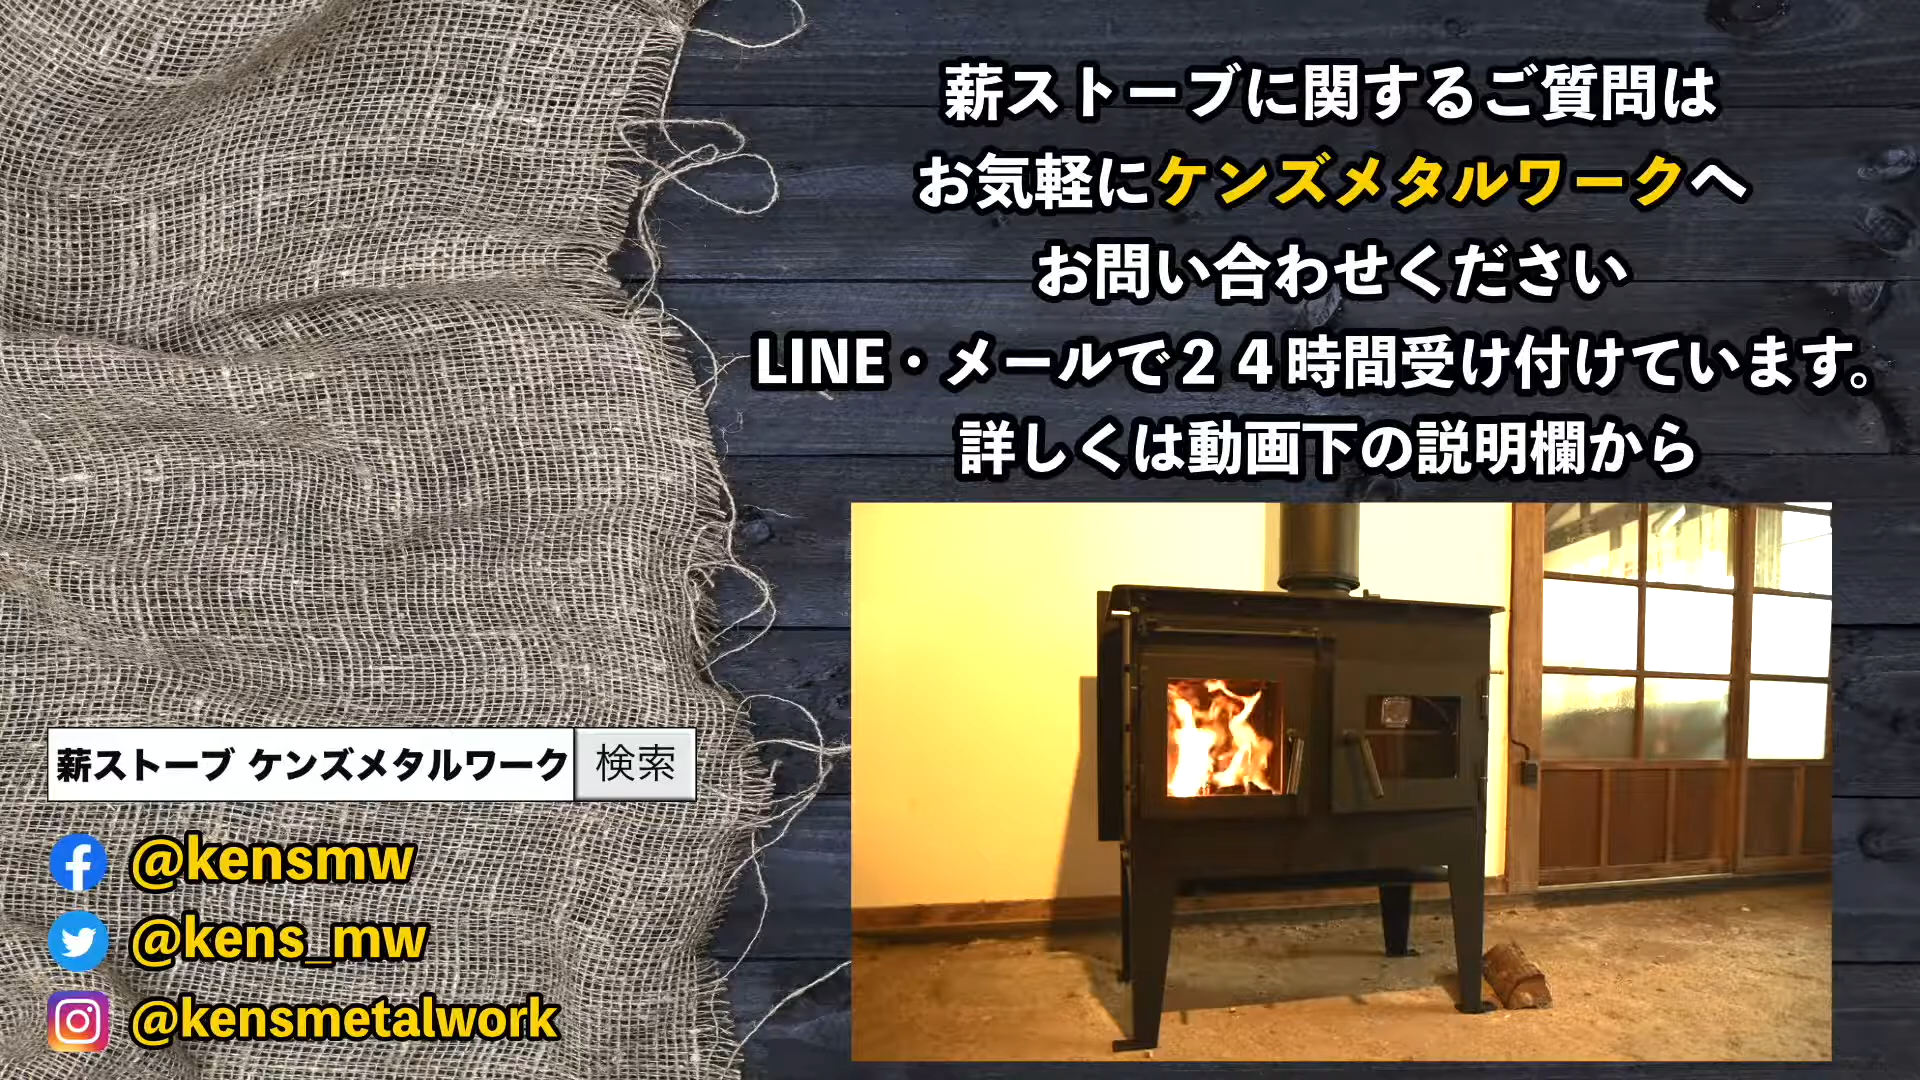 薪ストーブに関するご質問は
お気軽にケンズメタルワークへ
お問い合わせください
LINE・メールで２４時間受け付けています。
詳しくは動画下の説明欄から
薪ストーブ ケンズメタルワーク 検索
@kensmw
@kens_mw
@kensmetalwork